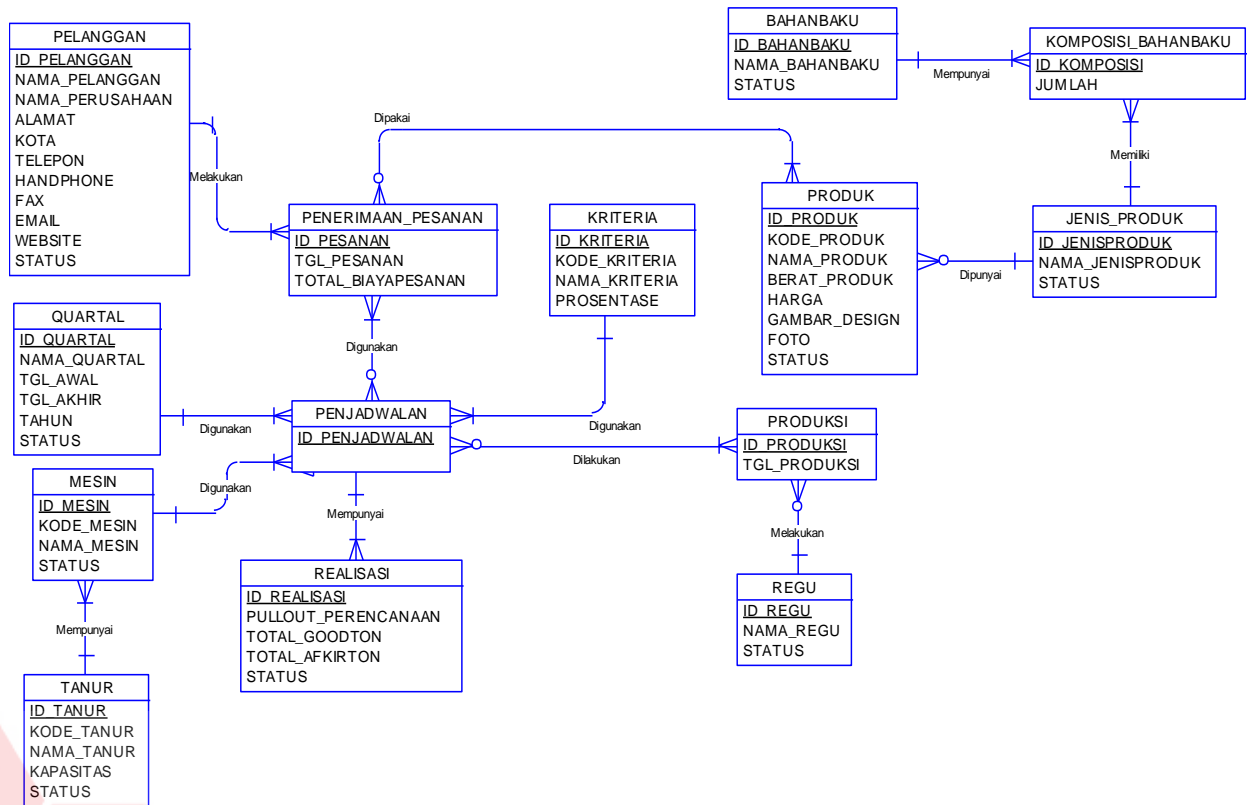 PELANGGAN
ID_PELANGGAN
NAMA_PELANGGAN
NAMA_PERUSAHAAN
ALAMAT
KOTA
TELEPON
HANDPHONE
FAX
EMAIL
WEBSITE
STATUS
Melakukan
BAHANBAKU
ID_BAHANBAKU
NAMA_BAHANBAKU
STATUS
Mempunyai
KOMPOSISI_BAHANBAKU
ID_KOMPOSISI
JUMLAH
Memiliki
Dipakai
PENERIMAAN_PESANAN
ID_PESANAN
TGL_PESANAN
TOTAL_BIAYAPESANAN
Digunakan
KRITERIA
ID_KRITERIA
KODE_KRITERIA
NAMA_KRITERIA
PROSENTASE
Digunakan
PRODUK
ID_PRODUK
KODE_PRODUK
NAMA_PRODUK
BERAT_PRODUK
HARGA
GAMBAR_DESIGN
FOTO
STATUS
Dipunyai
JENIS_PRODUK
ID_JENISPRODUK
NAMA_JENISPRODUK
STATUS
QUARTAL
ID_QUARTAL
NAMA_QUARTAL
TGL_AWAL
TGL_AKHIR
TAHUN
STATUS
Digunakan
PENJADWALAN
ID_PENJADWALAN
Dilakukan
PRODUKSI
ID_PRODUKSI
TGL_PRODUKSI
Melakukan
MESIN
ID_MESIN
KODE_MESIN
NAMA_MESIN
STATUS
Digunakan
Mempunyai
Mempunyai
REALISASI
ID_REALISASI
PULLOUT_PERENCANAAN
TOTAL_GOODTON
TOTAL_AFKIRTON
STATUS
REGU
ID_REGU
NAMA_REGU
STATUS
TANUR
ID_TANUR
KODE_TANUR
NAMA_TANUR
KAPASITAS
STATUS